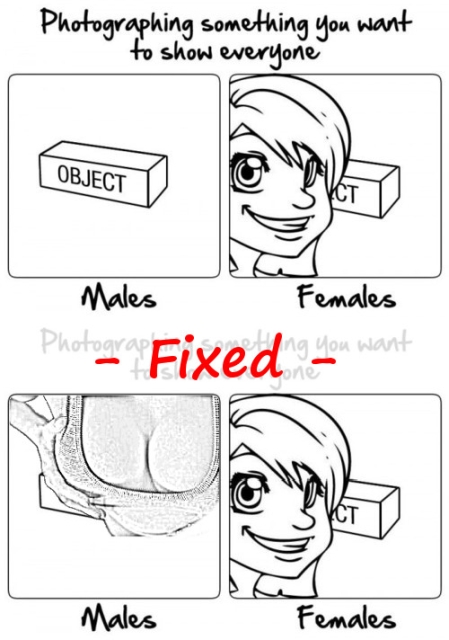 Photographing something you want
to show everyone
OBJECT
CT
Males
Females
Photographing something you want
- Fixed -
to show everyone
CT
Males
Females